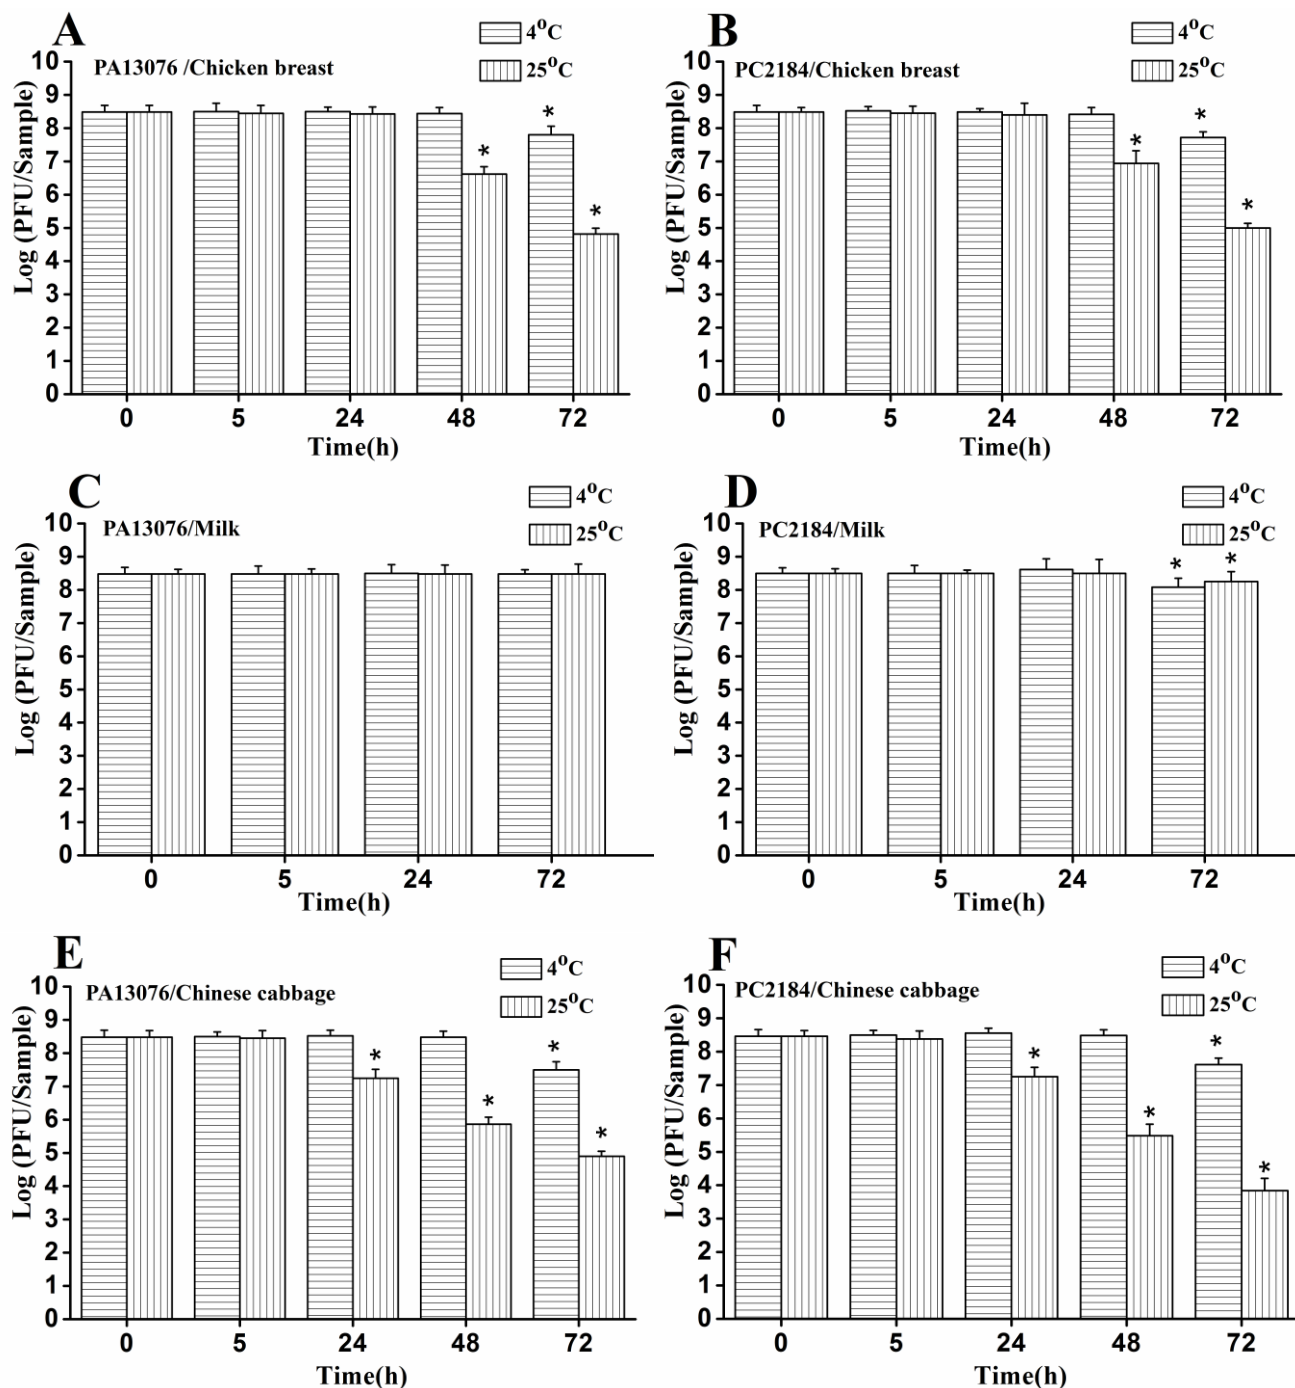 A
PA13076 /Chicken breast
4°C
25°C
Log (PFU/Sample)
10
9
8
7
6
5
4
3
2
1
0
* * *
0 5 24 48 72
Time(h)
B
PC2184/Chicken breast
4°C
25°C
Log (PFU/Sample)
10
9
8
7
6
5
4
3
2
1
0
* * *
0 5 24 48 72
Time(h)
C
PA13076/Milk
4°C
25°C
Log (PFU/Sample)
10
9
8
7
6
5
4
3
2
1
0
0 5 24 72
Time(h)
D
PC2184/Milk
4°C
25°C
Log (PFU/Sample)
10
9
8
7
6
5
4
3
2
1
0
* *
0 5 24 72
Time(h)
E
PA13076/Chinese cabbage
4°C
25°C
Log (PFU/Sample)
10
9
8
7
6
5
4
3
2
1
0
* * * *
0 5 24 48 72
Time(h)
F
PC2184/Chinese cabbage
4°C
25°C
Log (PFU/Sample)
10
9
8
7
6
5
4
3
2
1
0
* * * *
0 5 24 48 72
Time(h)